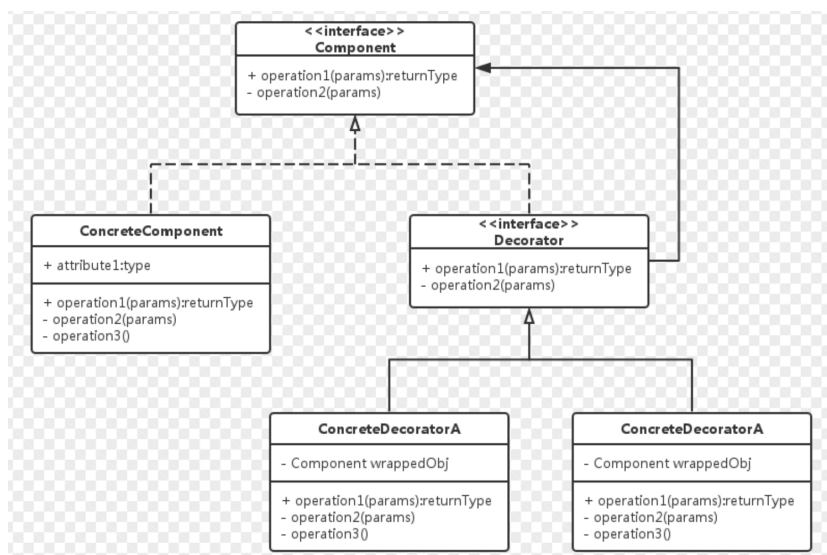 <<interface>>
Component
+ operation1(params):returnType
- operation2(params)
ConcreteComponent
+ attribute1:type
+ operation1(params):returnType
- operation2(params)
- operation3()
<<interface>>
Decorator
+ operation1(params):returnType
- operation2(params)
ConcreteDecoratorA
- Component wrappedObj
+ operation1(params):returnType
- operation2(params)
- operation3()
ConcreteDecoratorA
- Component wrappedObj
+ operation1(params):returnType
- operation2(params)
- operation3()